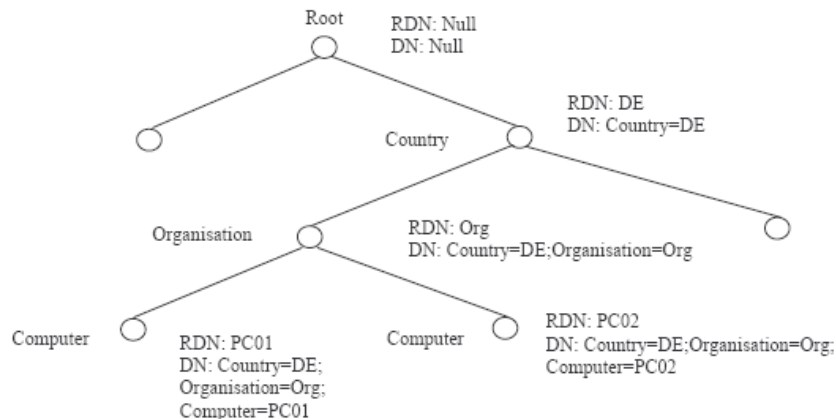 Root
RDN: Null
DN: Null
RDN: DE
DN: Country=DE
Country
Organisation
RDN: Org
DN: Country=DE;Organisation=Org
Computer
RDN: PC01
DN: Country=DE;
Organisation=Org;
Computer=PC01
Computer
RDN: PC02
DN: Country=DE;Organisation=Org;
Computer=PC02